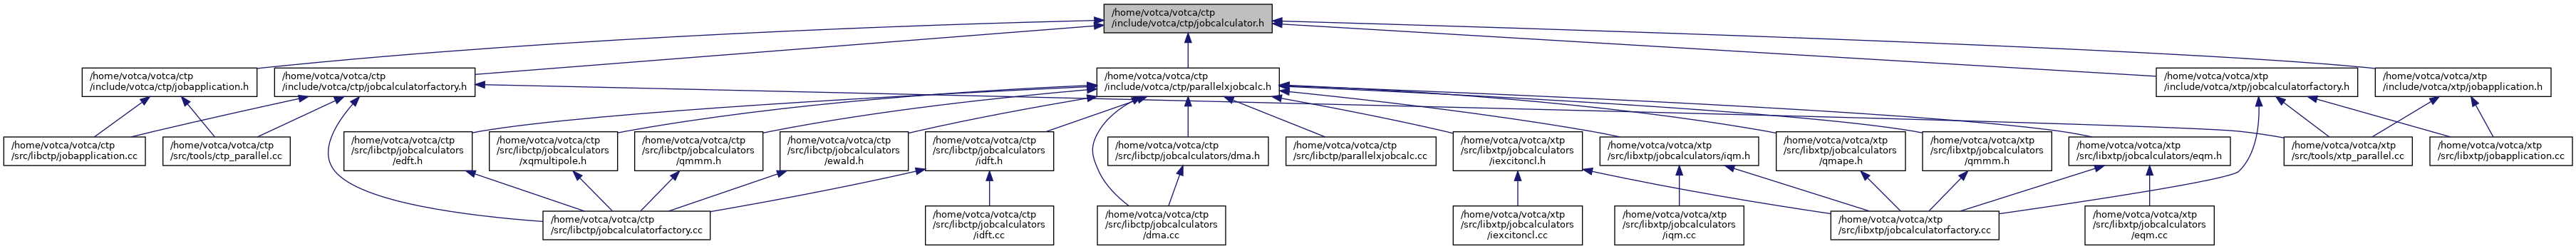 /home/votca/votca/ctp
/include/votca/ctp/jobcalculator.h
/home/votca/votca/ctp
/include/votca/ctp/jobapplication.h
/home/votca/votca/ctp
/include/votca/ctp/jobcalculatorfactory.h
/home/votca/votca/ctp
/include/votca/ctp/parallelxjobcalc.h
/home/votca/votca/xtp
/include/votca/xtp/jobcalculatorfactory.h
/home/votca/votca/xtp
/include/votca/xtp/jobapplication.h
/home/votca/votca/ctp
/src/libctp/jobapplication.cc
/home/votca/votca/ctp
/src/tools/ctp_parallel.cc
/home/votca/votca/ctp
/src/libctp/jobcalculators
/edft.h
/home/votca/votca/ctp
/src/libctp/jobcalculators
/xqmultipole.h
/home/votca/votca/ctp
/src/libctp/jobcalculators
/qmmm.h
/home/votca/votca/ctp
/src/libctp/jobcalculators
/ewald.h
/home/votca/votca/ctp
/src/libctp/jobcalculators
/idft.h
/home/votca/votca/ctp
/src/libctp/jobcalculators/dma.h
/home/votca/votca/ctp
/src/libctp/parallelxjobcalc.cc
/home/votca/votca/xtp
/src/libxtp/jobcalculators
/iexcitoncl.h
/home/votca/votca/xtp
/src/libxtp/jobcalculators/iqm.h
/home/votca/votca/xtp
/src/libxtp/jobcalculators
/qmape.h
/home/votca/votca/xtp
/src/libxtp/jobcalculators
/qmmm.h
/home/votca/votca/xtp
/src/libxtp/jobcalculators/eqm.h
/home/votca/votca/xtp
/src/tools/xtp_parallel.cc
/home/votca/votca/xtp
/src/libxtp/jobapplication.cc
/home/votca/votca/ctp
/src/libctp/jobcalculatorfactory.cc
/home/votca/votca/ctp
/src/libctp/jobcalculators
/idft.cc
/home/votca/votca/ctp
/src/libctp/jobcalculators
/dma.cc
/home/votca/votca/xtp
/src/libxtp/jobcalculators
/iexcitoncl.cc
/home/votca/votca/xtp
/src/libxtp/jobcalculators
/iqm.cc
/home/votca/votca/xtp
/src/libxtp/jobcalculatorfactory.cc
/home/votca/votca/xtp
/src/libxtp/jobcalculators
/eqm.cc